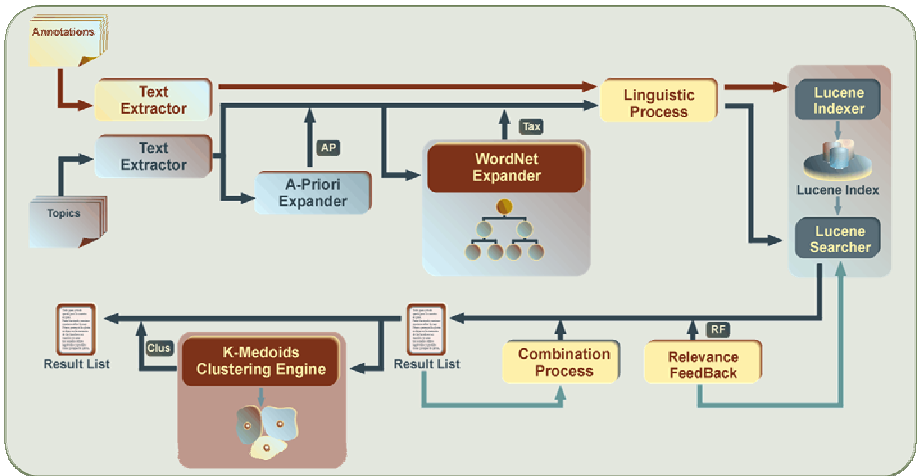 Annotations
Text
Extractor
Linguistic
Process
Lucene
Indexer
Text
Extractor
AP
Tax
WordNet
Expander
A-Priori
Expander
Lucene Index
Topics
Lucene
Searcher
Result List
Clus
K-Medoids
Clustering Engine
Result List
Combination
Process
RF
Relevance
FeedBack